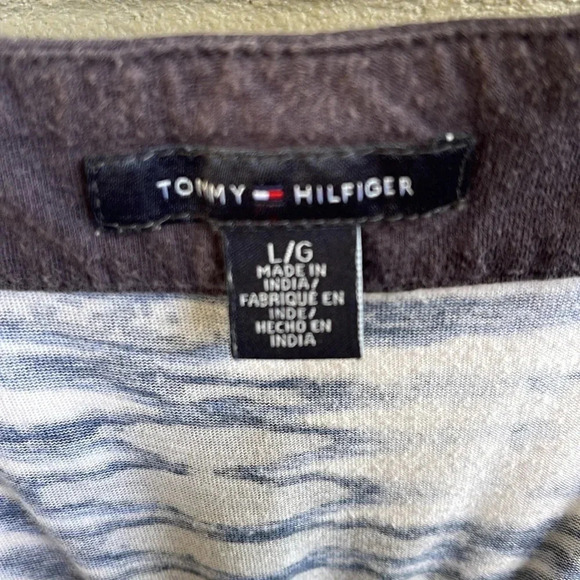 TOMMY HILFIGER
L/G
MADE IN
INDIA/
FABRIQUÉ EN
INDE/
HECHO EN
INDIA